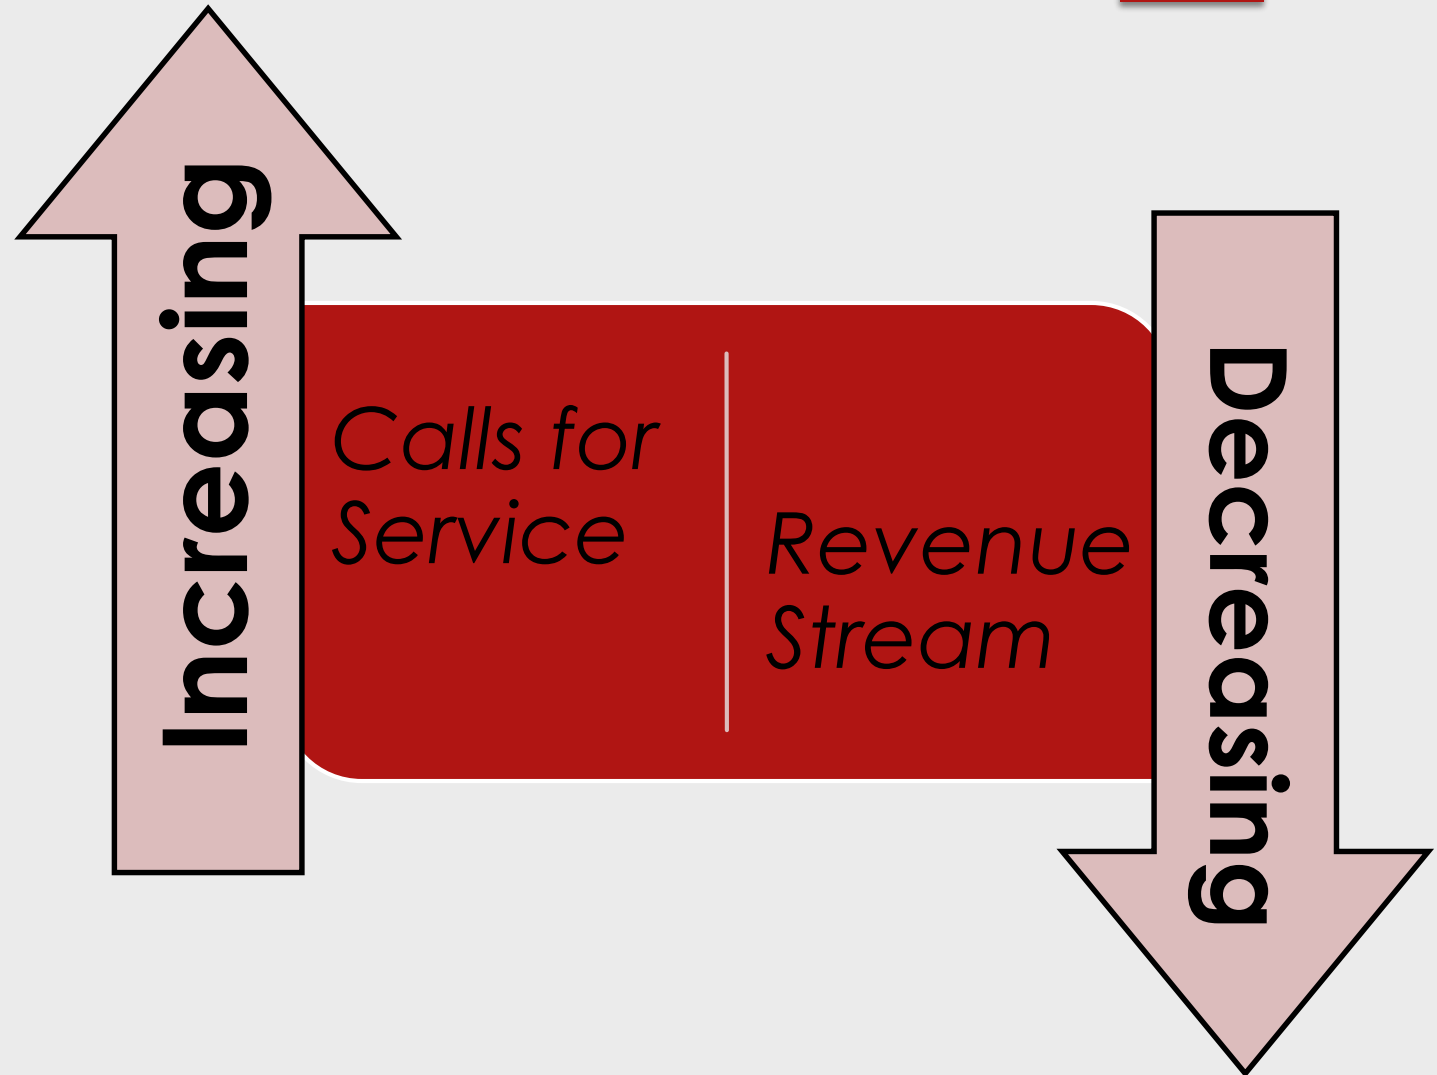 Increasing
Calls for
Service
Revenue
Stream
Decreasing